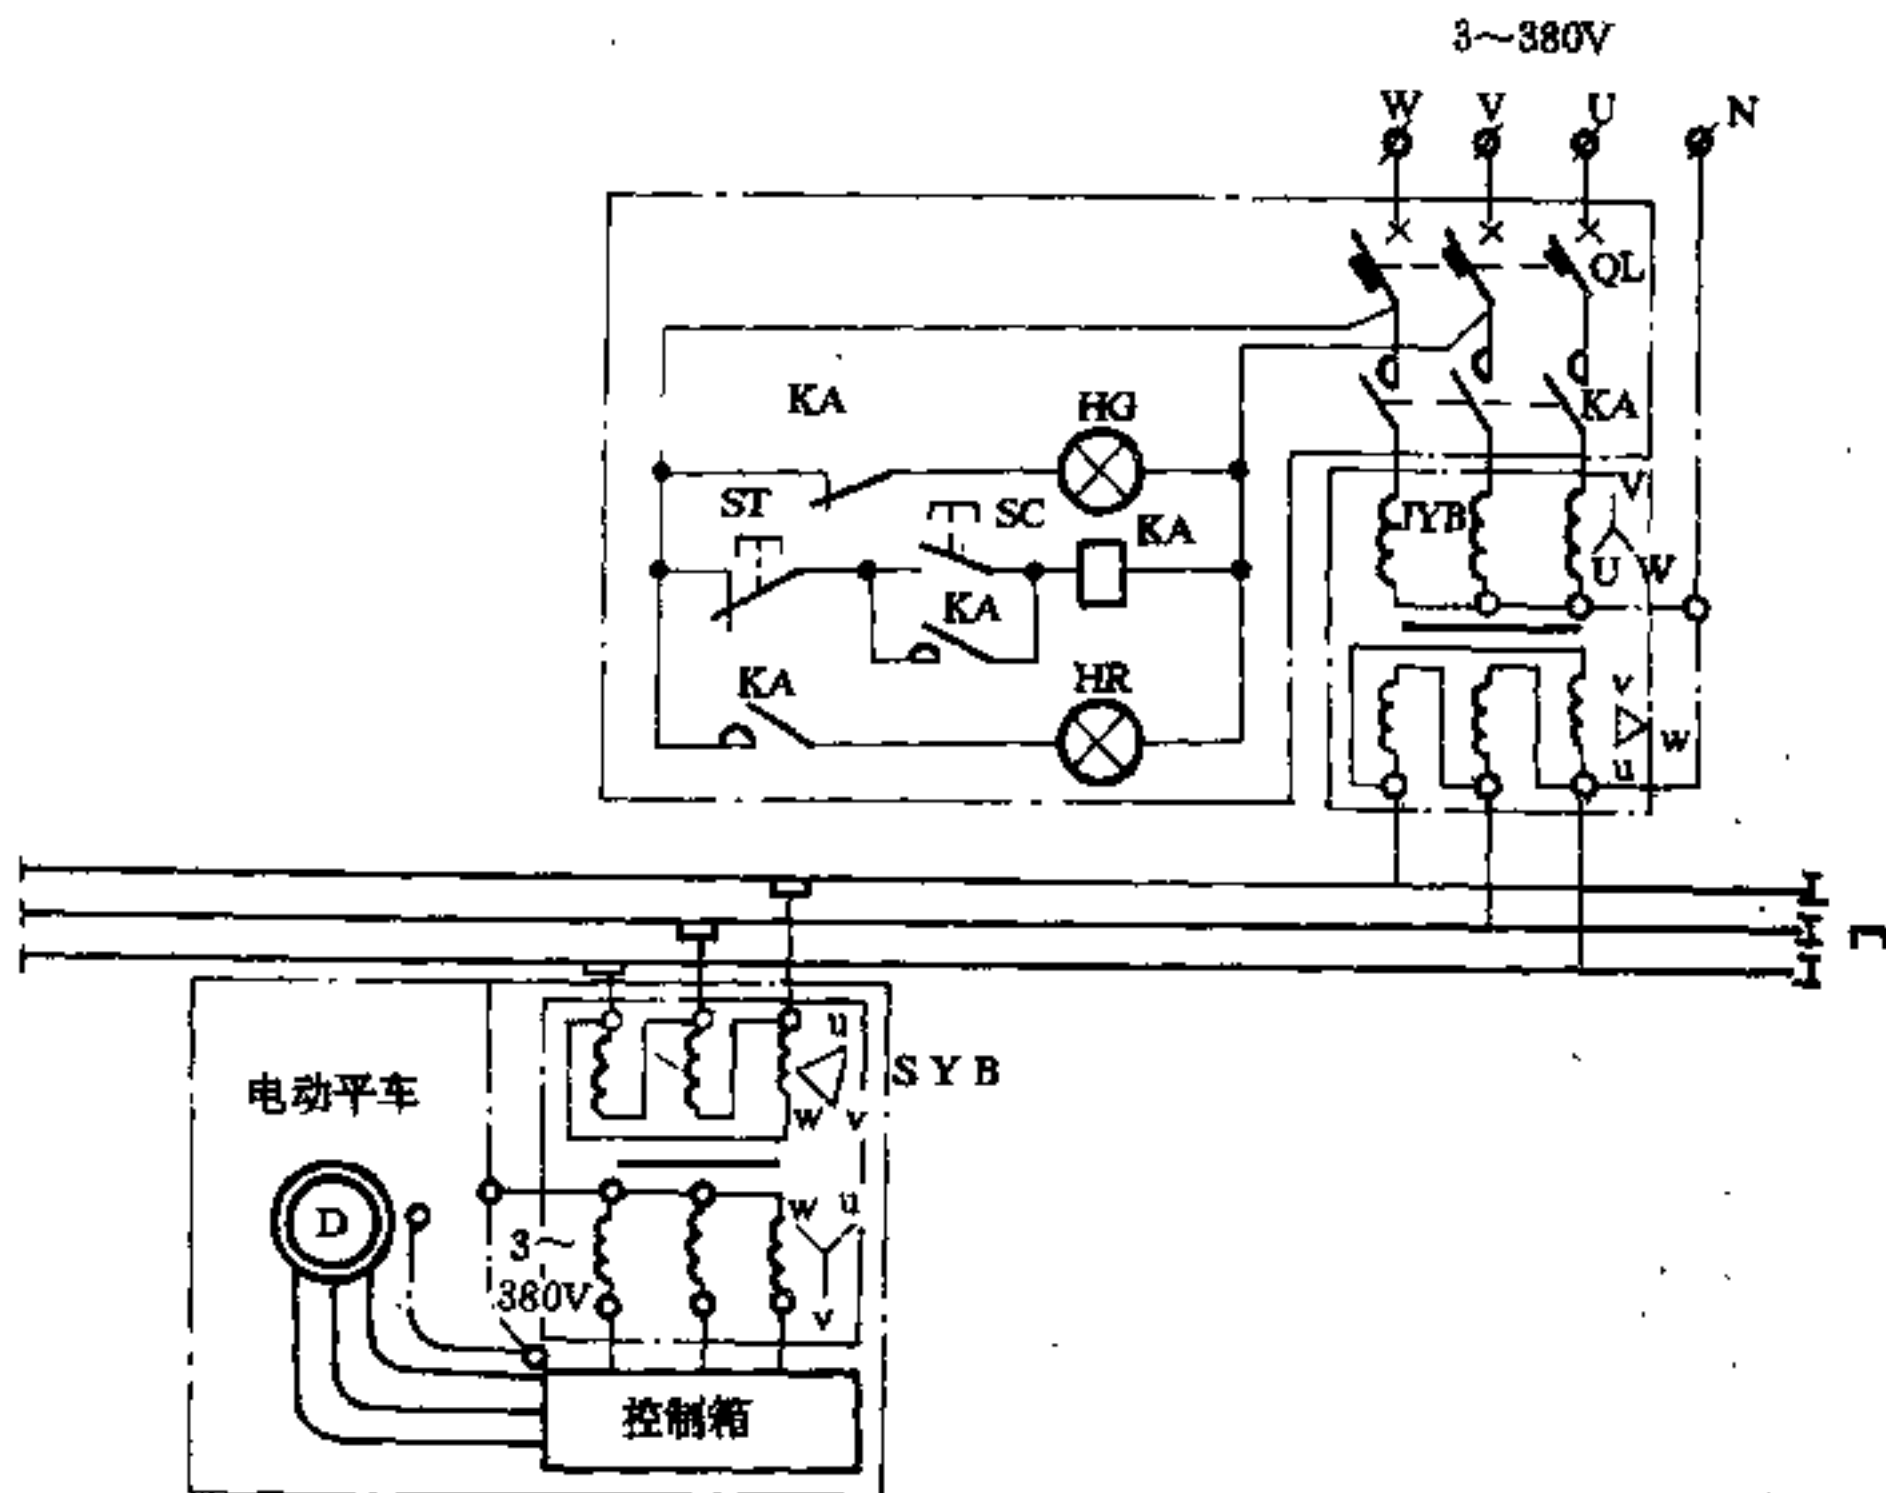 3～380V
W V U N
QL
KA HG KA
ST SC KA
JYB V
U W
KA
KA HR
v
w
u
u
S Y B
w v
电动平车
D
w u
3～
380V
v
控制箱